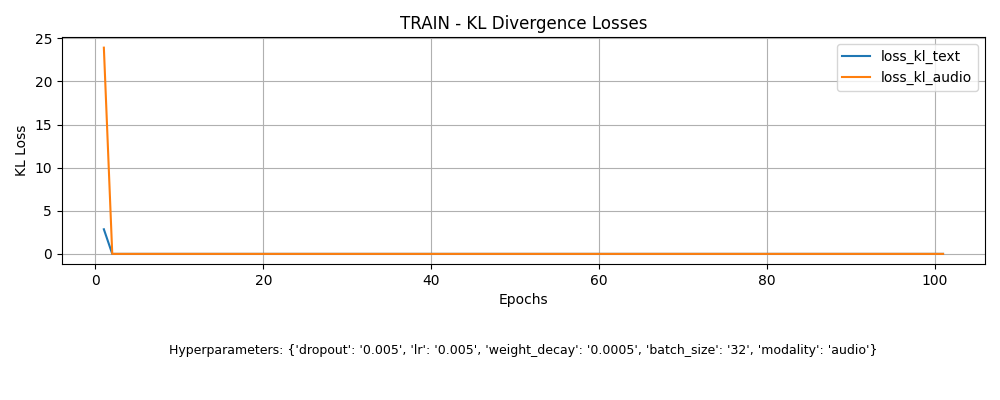 TRAIN - KL Divergence Losses
25
20
15
10
5
0
KL Loss
loss_kl_text
loss_kl_audio
0 20 40 60 80 100
Epochs
Hyperparameters: {'dropout': '0.005', 'lr': '0.005', 'weight_decay': '0.0005', 'batch_size': '32', 'modality': 'audio'}